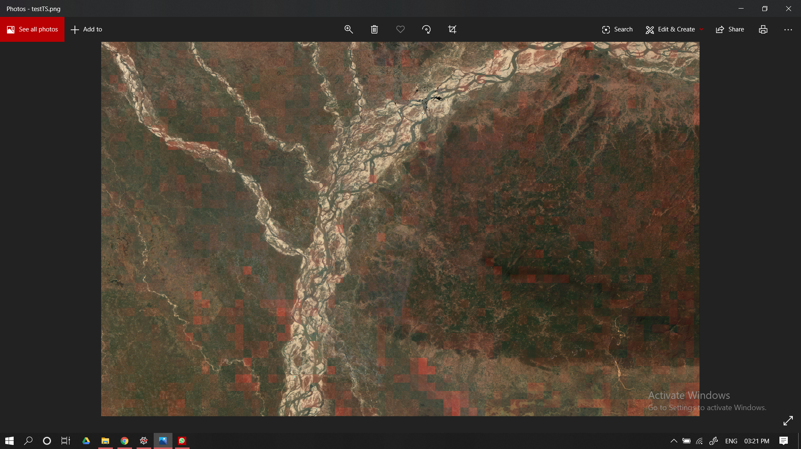 Photos - testTS.png
See all photos
Add to
Search
Edit & Create
Share
Activate Windows
Go to Settings to activate Windows.
ENG
03:21 PM